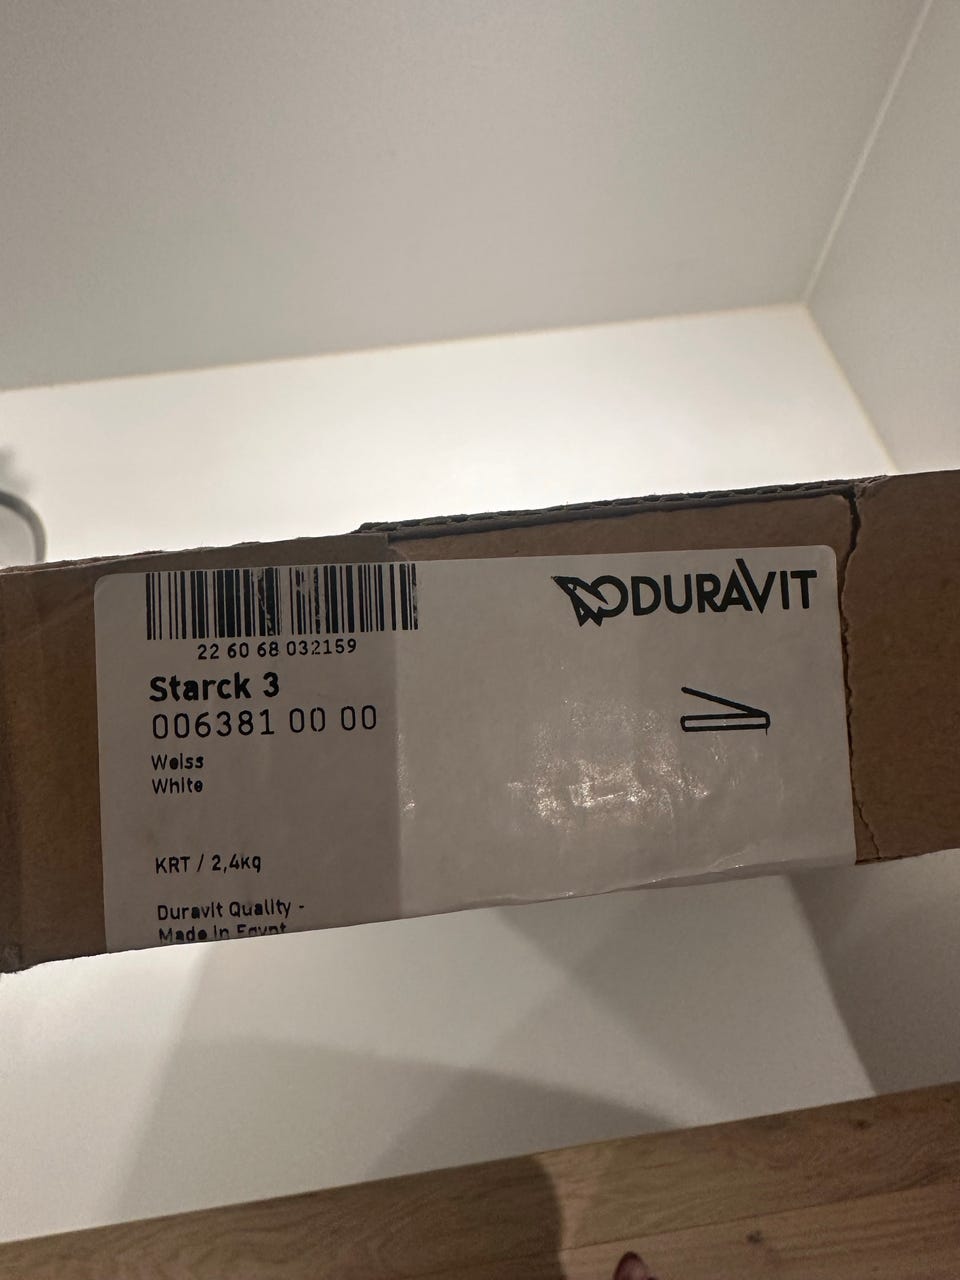 DURAVIT
22 60 68 032159
Starck 3
006381 00 00
Weiss
White
KRT / 2,4kg
Duravit Quality -
Made in Egypt